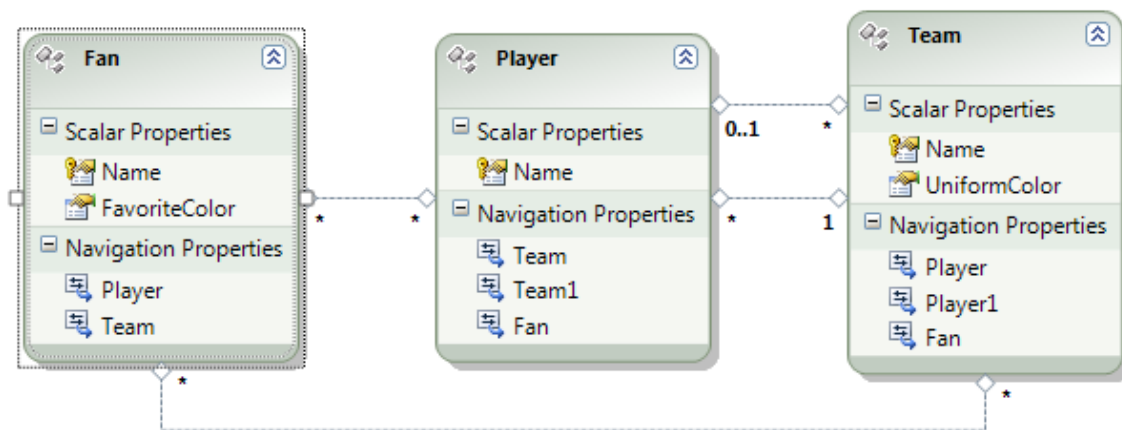 Fan
Scalar Properties
Name
FavoriteColor
Navigation Properties
Player
Team
*
*
*
Player
Scalar Properties
Name
Navigation Properties
Team
Team1
Fan
0..1
*
*
1
Team
Scalar Properties
Name
UniformColor
Navigation Properties
Player
Player1
Fan
*